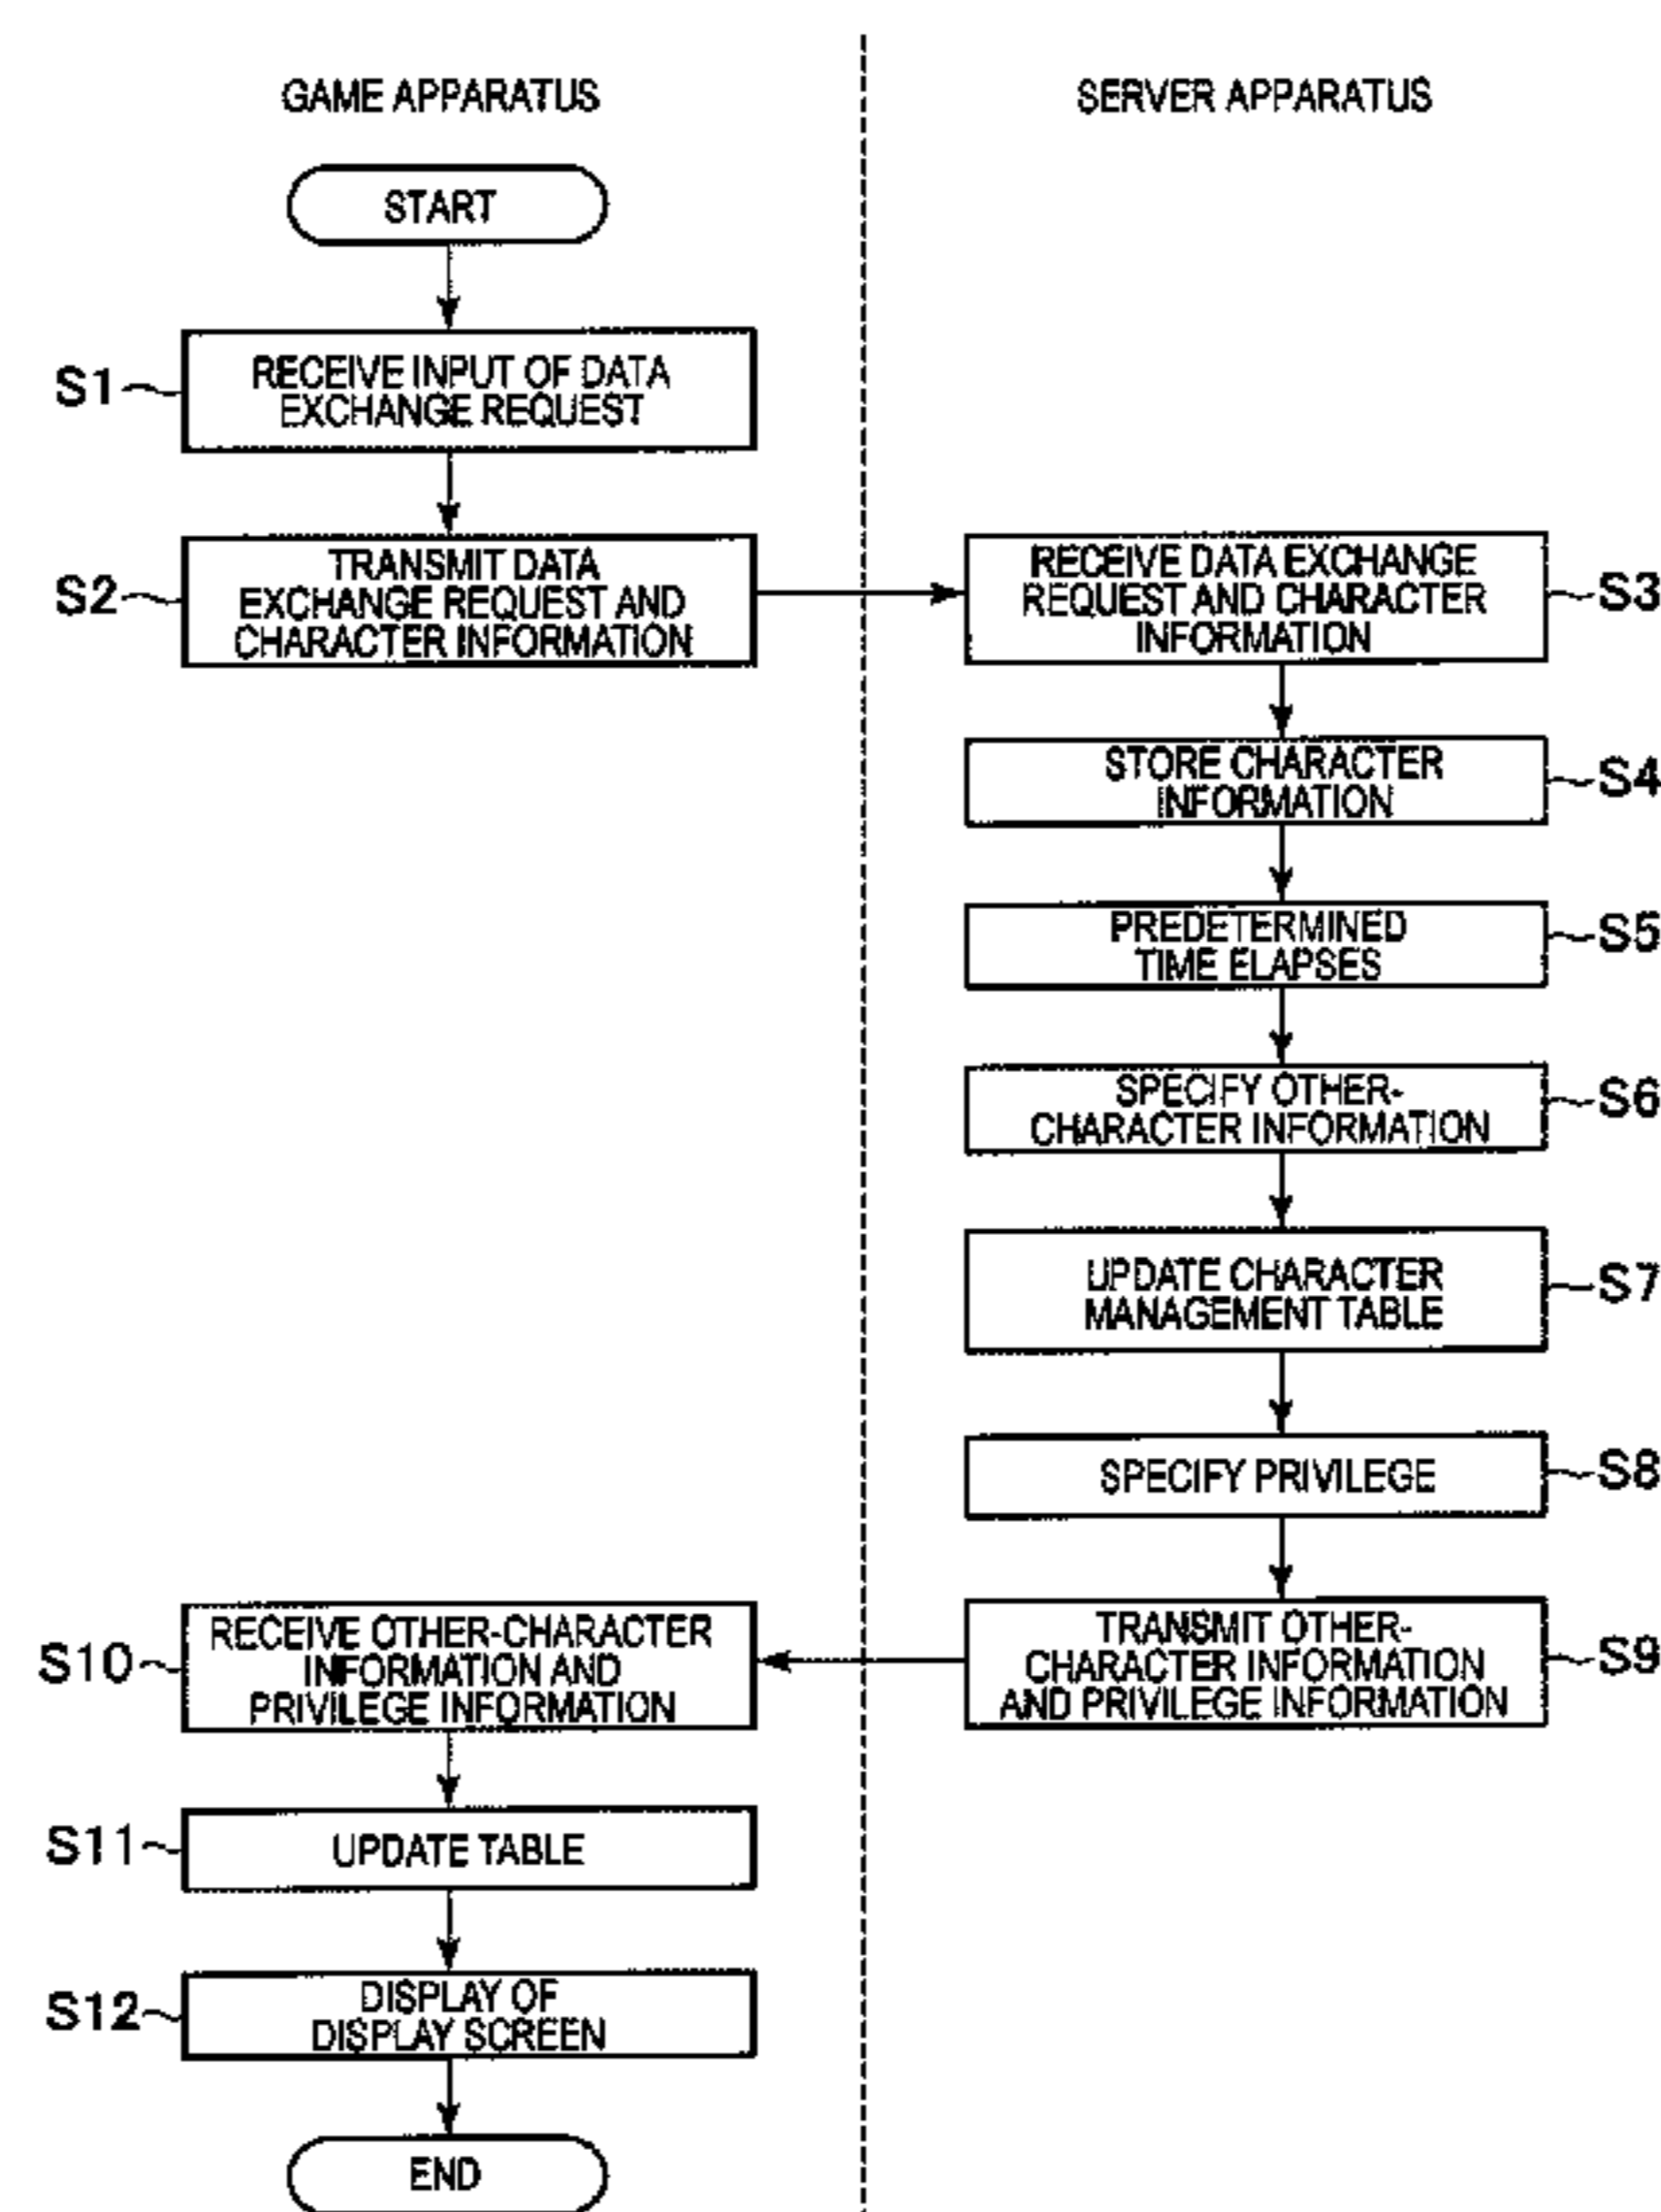 GAME APPARATUS
SERVER APPARATUS
START
S1
RECEIVE INPUT OF DATA
EXCHANGE REQUEST
S2
TRANSMIT DATA
EXCHANGE REQUEST AND
CHARACTER INFORMATION
RECEIVE DATA EXCHANGE
REQUEST AND CHARACTER
INFORMATION
S3
STORE CHARACTER
INFORMATION
S4
PREDETERMINED
TIME ELAPSES
S5
SPECIFY OTHER-
CHARACTER INFORMATION
S6
UPDATE CHARACTER
MANAGEMENT TABLE
S7
SPECIFY PRIVILEGE
S8
TRANSMIT OTHER-
CHARACTER INFORMATION
AND PRIVILEGE INFORMATION
S9
S10
RECEIVE OTHER-CHARACTER
INFORMATION AND
PRIVILEGE INFORMATION
S11
UPDATE TABLE
S12
DISPLAY OF
DISPLAY SCREEN
END